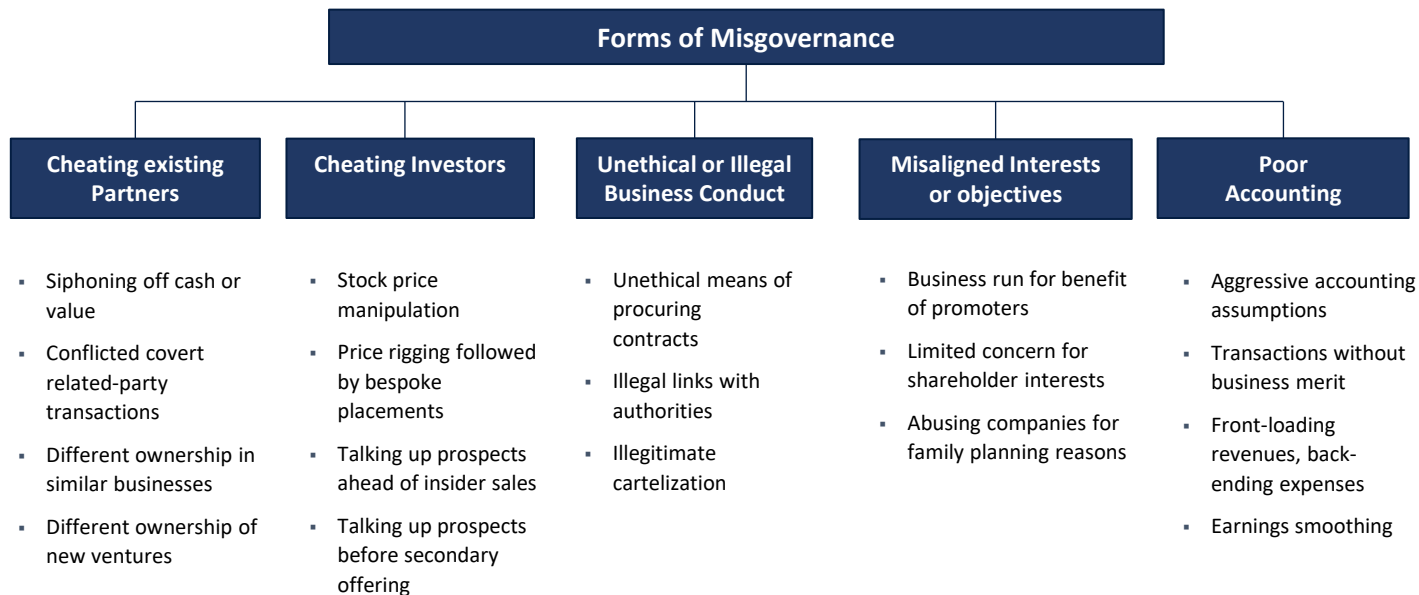 Forms of Misgovernance
Cheating existing
Partners
Cheating Investors
Unethical or Illegal
Business Conduct
Misaligned Interests
or objectives
Poor
Accounting
▪ Siphoning off cash or
value
▪ Conflicted covert
related-party
transactions
▪ Different ownership in
similar businesses
▪ Different ownership of
new ventures
▪ Stock price
manipulation
▪ Price rigging followed
by bespoke
placements
▪ Talking up prospects
ahead of insider sales
▪ Talking up prospects
before secondary
offering
▪ Unethical means of
procuring
contracts
▪ Illegal links with
authorities
▪ Illegitimate
cartelization
▪ Business run for benefit
of promoters
▪ Limited concern for
shareholder interests
▪ Abusing companies for
family planning reasons
▪ Aggressive accounting
assumptions
▪ Transactions without
business merit
▪ Front-loading
revenues, back-
ending expenses
▪ Earnings smoothing